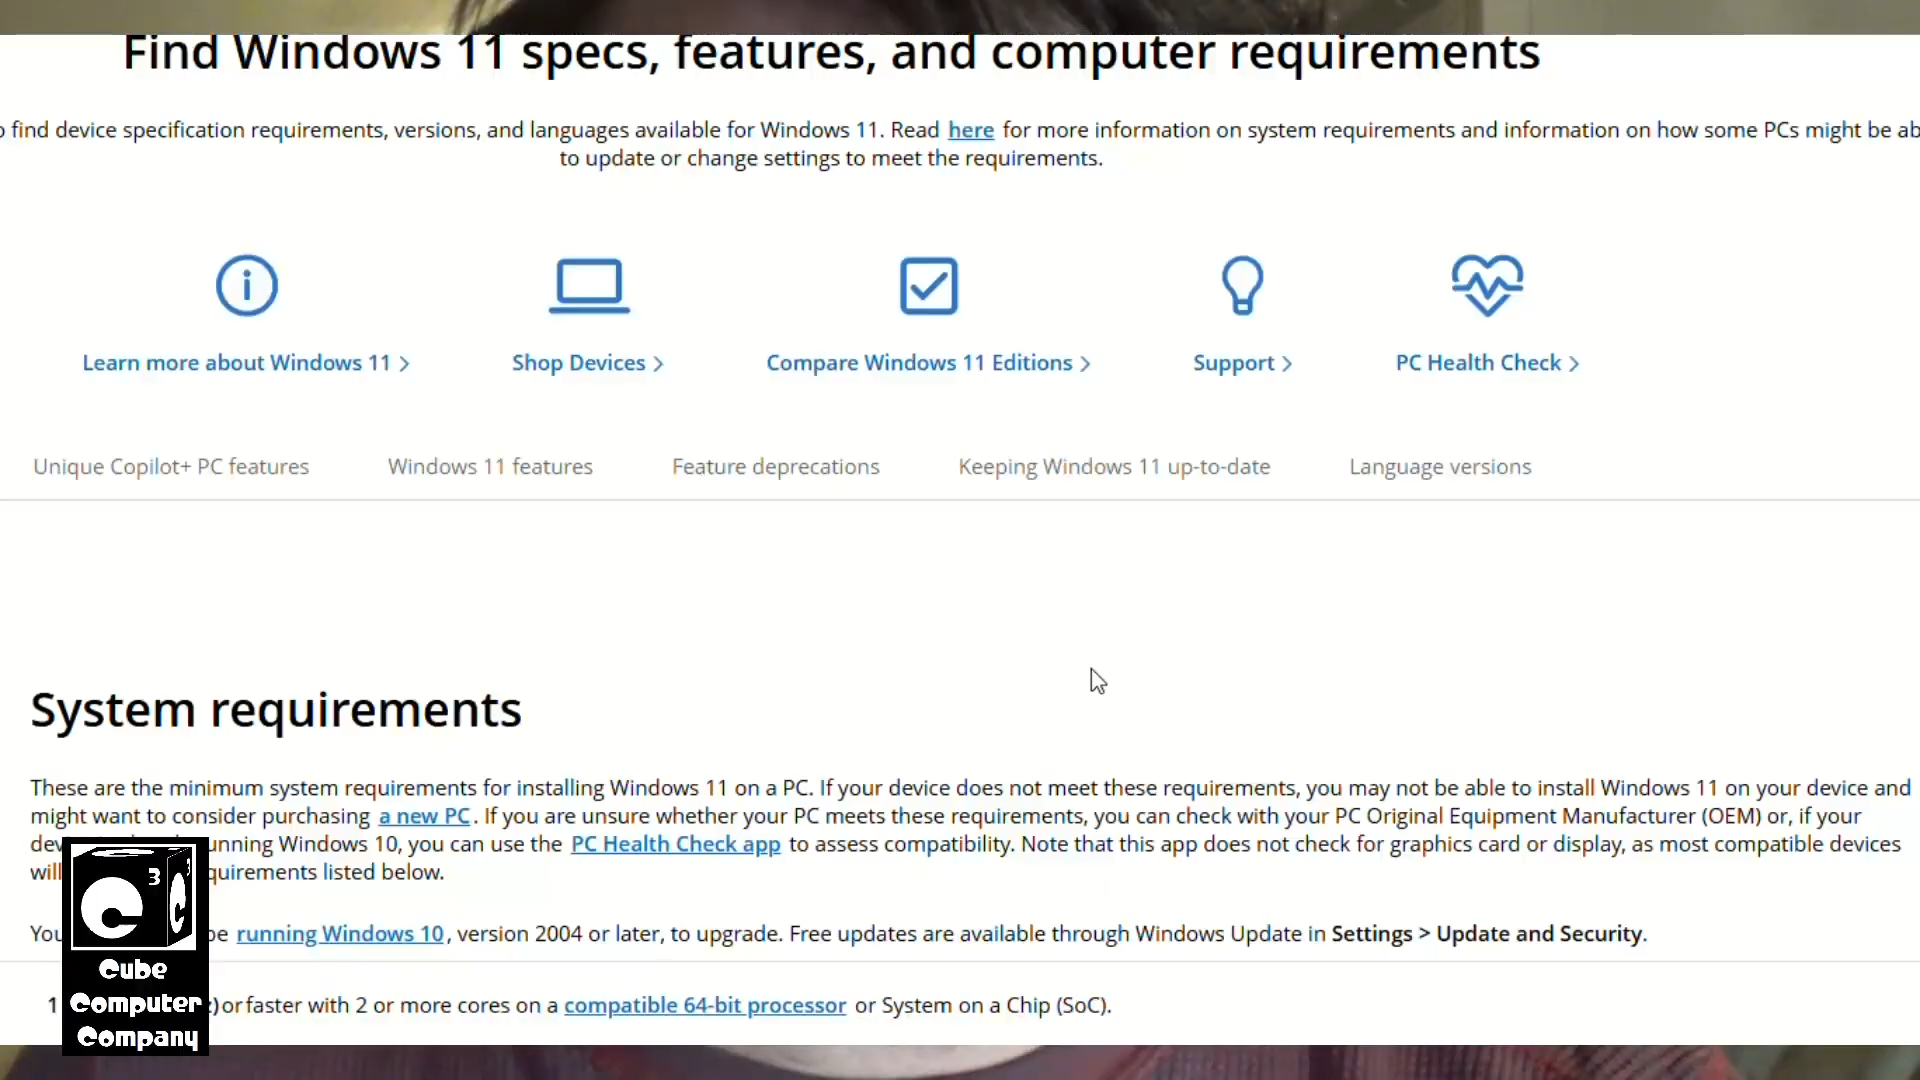 Find Windows 11 specs, features, and computer requirements
find device specification requirements, versions, and languages available for Windows 11. Read here for more information on system requirements and information on how some PCs might be
to update or change settings to meet the requirements.
Learn more about Windows 11
Shop Devices
Compare Windows 11 Editions
Support
PC Health Check
Unique Copilot+ PC features
Windows 11 features
Feature deprecations
Keeping Windows 11 up-to-date
Language versions
System requirements
These are the minimum system requirements for installing Windows 11 on a PC. If your device does not meet these requirements, you may not be able to install Windows 11 on your device and
might want to consider purchasing a new PC. If you are unsure whether your PC meets these requirements, you can check with your PC Original Equipment Manufacturer (OEM) or, if your
Windows 10, you can use the PC Health Check app to assess compatibility. Note that this app does not check for graphics card or display, as most compatible devices
will listed below.
running Windows 10, version 2004 or later, to upgrade. Free updates are available through Windows Update in Settings > Update and Security.
1 or faster with 2 or more cores on a compatible 64-bit processor or System on a Chip (SoC).
C 3
C 3
Cube
Computer
Company